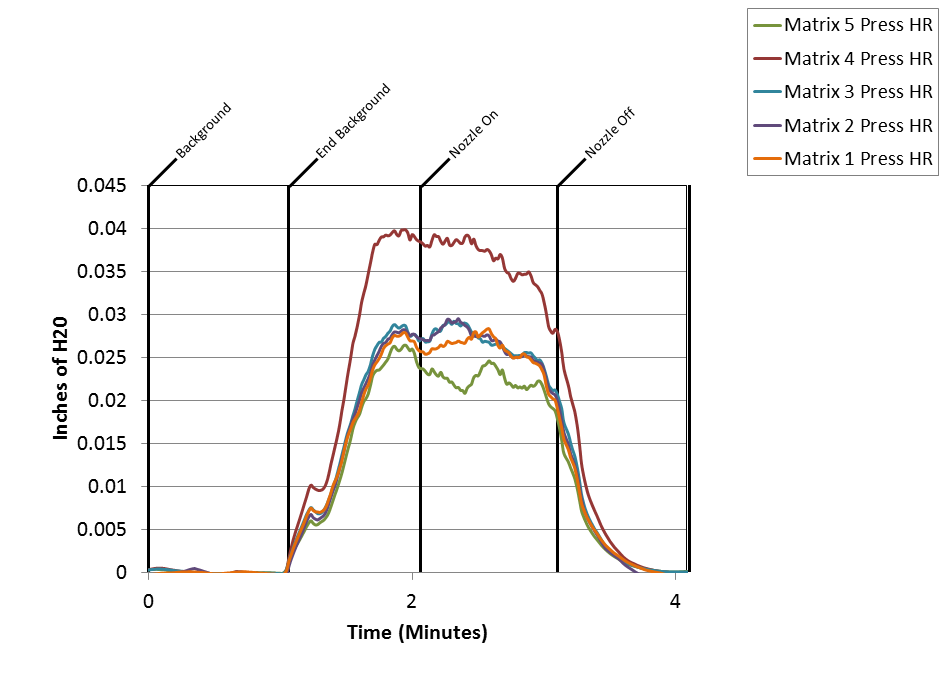 Matrix 5 Press HR
Matrix 4 Press HR
Matrix 3 Press HR
Matrix 2 Press HR
Matrix 1 Press HR
Background
End Background
Nozzle On
Nozzle Off
0.045
0.04
0.035
0.03
0.025
0.02
0.015
0.01
0.005
0
Inches of H20
0
2
4
Time (Minutes)